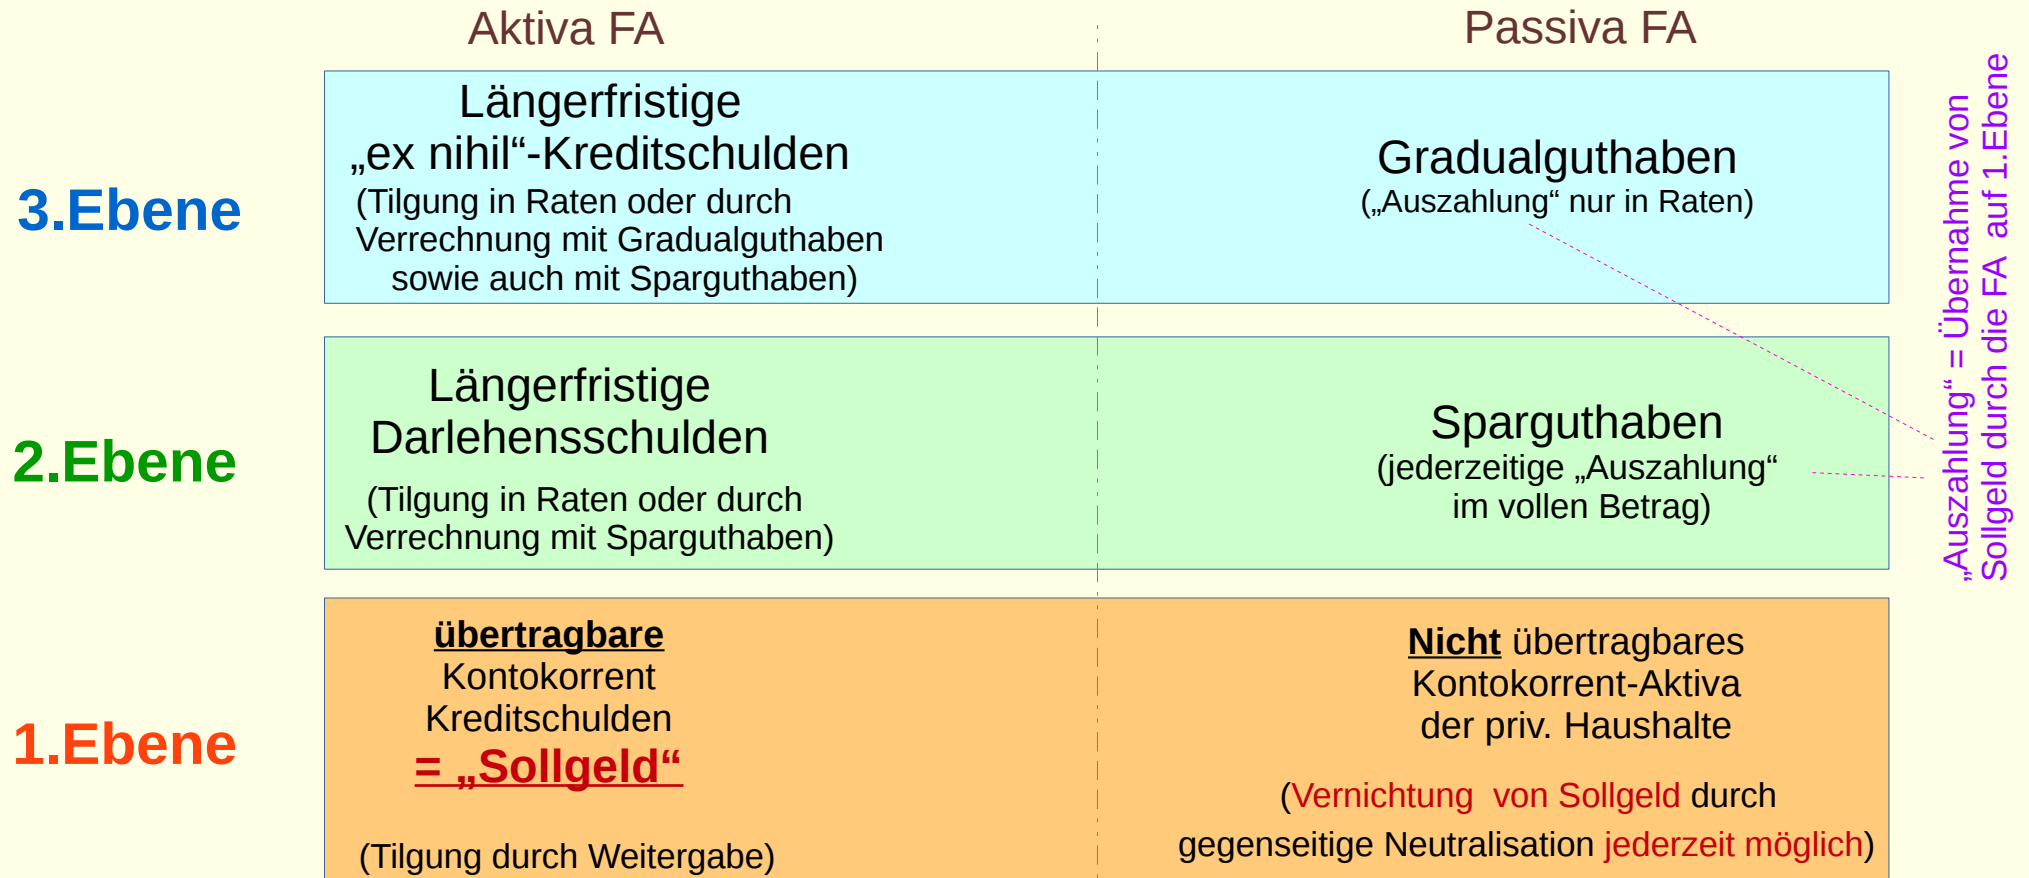 Aktiva FA
Passiva FA
3.Ebene
Längerfristige
„ex nihil“-Kreditschulden
(Tilgung in Raten oder durch
Verrechnung mit Gradualguthaben
sowie auch mit Sparguthaben)
Gradualguthaben
(„Auszahlung“ nur in Raten)
2.Ebene
Längerfristige
Darlehensschulden
(Tilgung in Raten oder durch
Verrechnung mit Sparguthaben)
Sparguthaben
(jederzeitige „Auszahlung“
im vollen Betrag)
„Auszahlung“ = Übernahme von
Sollgeld durch die FA auf 1.Ebene
1.Ebene
übertragbare
Kontokorrent
Kreditschulden
= „Sollgeld“
(Tilgung durch Weitergabe)
Nicht übertragbares
Kontokorrent-Aktiva
der priv. Haushalte
(Vernichtung von Sollgeld durch
gegenseitige Neutralisation jederzeit möglich)